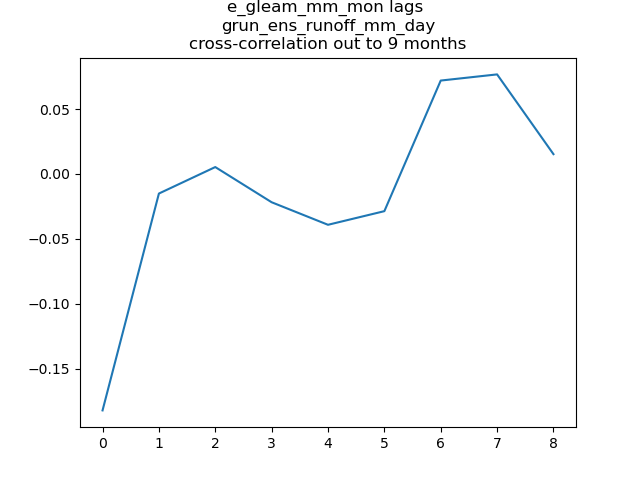 e_gleam_mm_mon lags
grun_ens_runoff_mm_day
cross-correlation out to 9 months
0.05
0.00
−0.05
−0.10
−0.15
0 1 2 3 4 5 6 7 8